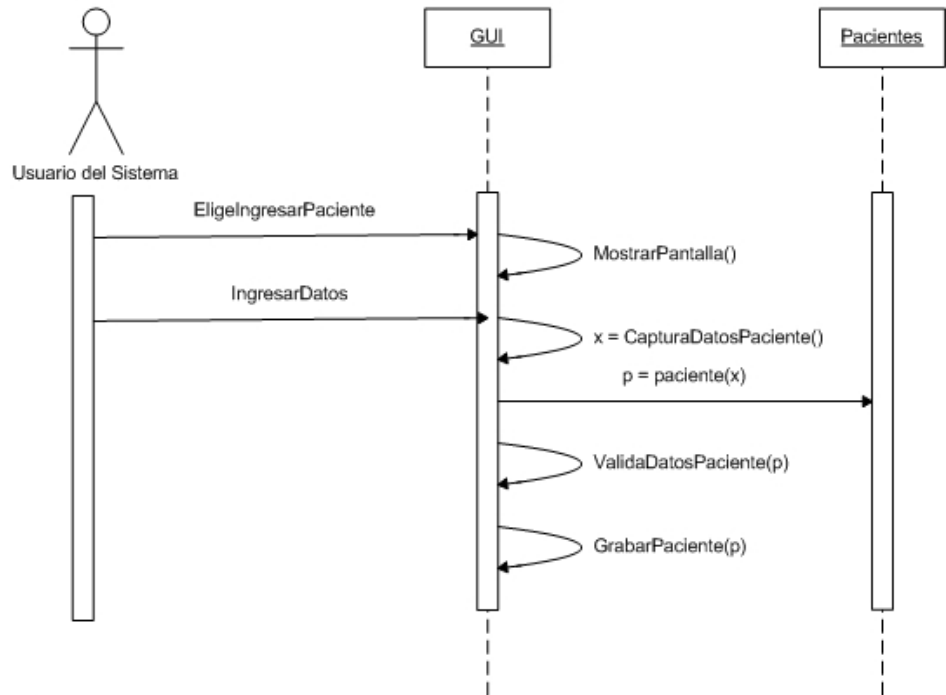 GUI
Pacientes
Usuario del Sistema
EligeIngresarPaciente
MostrarPantalla()
IngresarDatos
x = CapturaDatosPaciente()
p = paciente(x)
ValidaDatosPaciente(p)
GrabarPaciente(p)